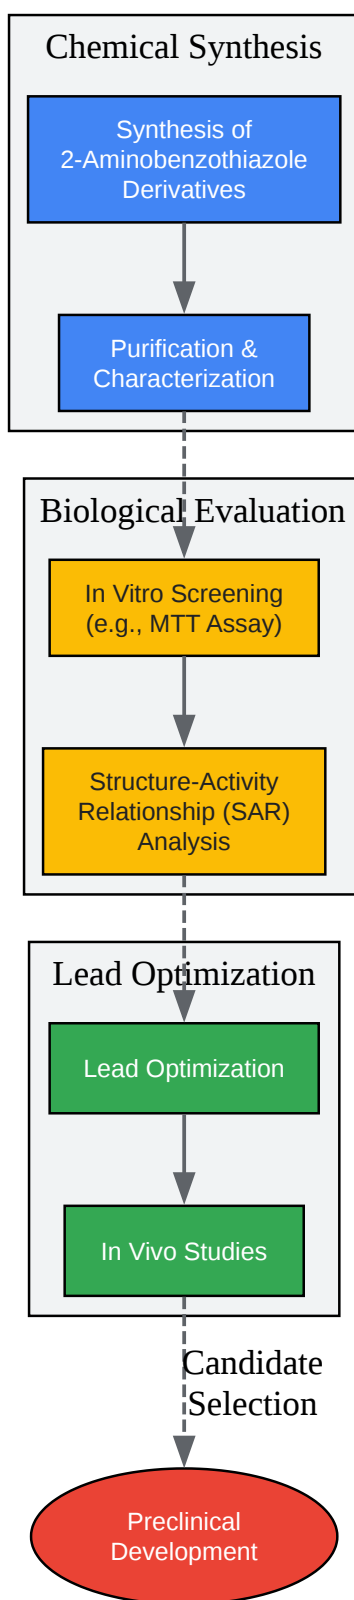 Chemical Synthesis
Synthesis of
2-Aminobenzothiazole
Derivatives
Purification &
Characterization
Biological Evaluation
In Vitro Screening
(e.g., MTT Assay)
Structure-Activity
Relationship (SAR)
Analysis
Lead Optimization
Lead Optimization
In Vivo Studies
Candidate
Selection
Preclinical
Development